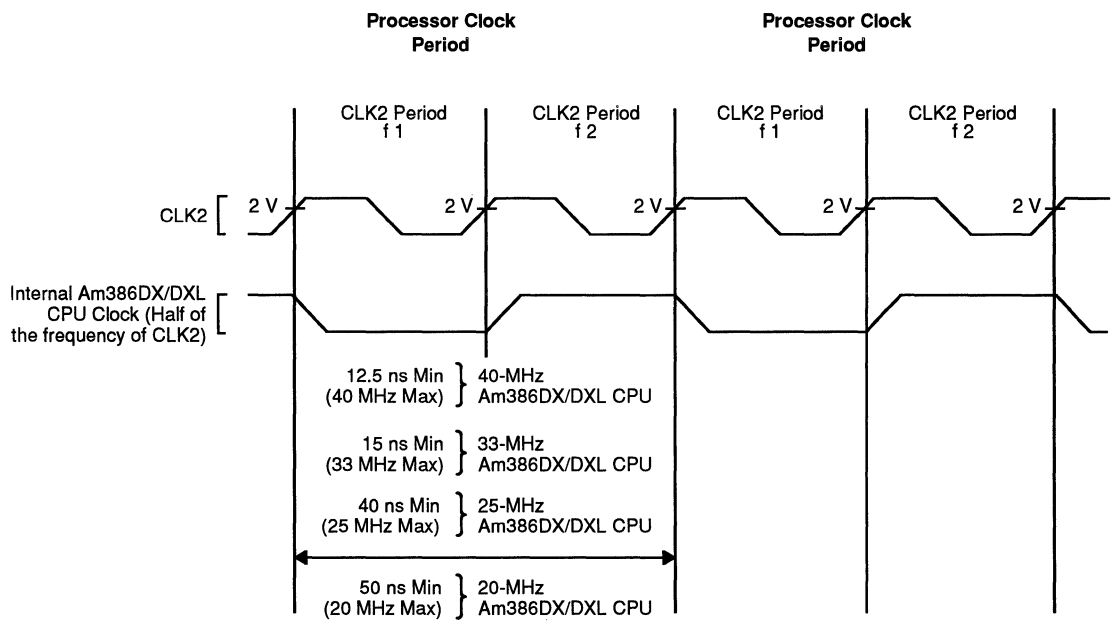 Processor Clock
Period
Processor Clock
Period
CLK2 Period
f 1
CLK2 Period
f 2
CLK2 Period
f 1
CLK2 Period
f 2
CLK2
2 V
2 V
2 V
2 V
2 V
Internal Am386DX/DXL
CPU Clock (Half of
the frequency of CLK2)
12.5 ns Min
(40 MHz Max)
40-MHz
Am386DX/DXL CPU
15 ns Min
(33 MHz Max)
33-MHz
Am386DX/DXL CPU
40 ns Min
(25 MHz Max)
25-MHz
Am386DX/DXL CPU
50 ns Min
(20 MHz Max)
20-MHz
Am386DX/DXL CPU